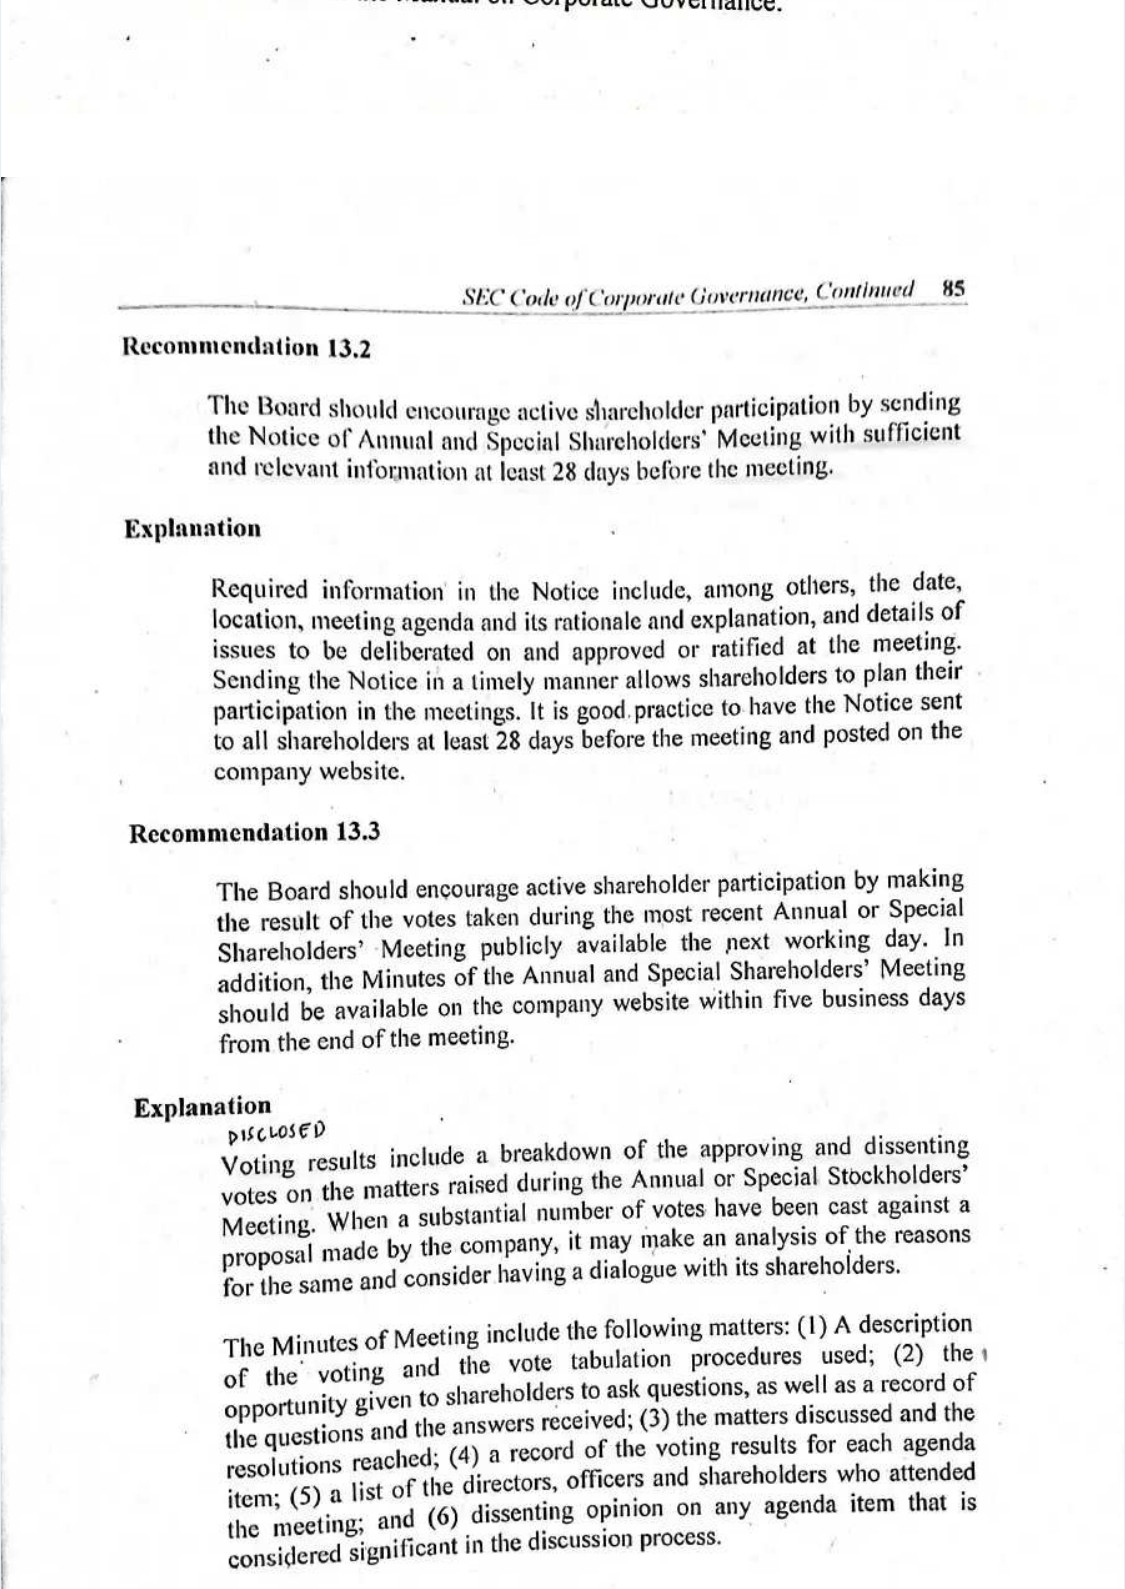 Manual on Corporate Governance.
SEC Code of Corporate Governance, Continued 85
Recommendation 13.2
The Board should encourage active shareholder participation by sending
the Notice of Annual and Special Shareholders' Meeting with sufficient
and relevant information at least 28 days before the meeting.
Explanation
Required information in the Notice include, among others, the date,
location, meeting agenda and its rationale and explanation, and details of
issues to be deliberated on and approved or ratified at the meeting.
Sending the Notice in a timely manner allows shareholders to plan their
participation in the meetings. It is good practice to have the Notice sent
to all shareholders at least 28 days before the meeting and posted on the
company website.
Recommendation 13.3
The Board should encourage active shareholder participation by making
the result of the votes taken during the most recent Annual or Special
Shareholders' Meeting publicly available the next working day. In
addition, the Minutes of the Annual and Special Shareholders' Meeting
should be available on the company website within five business days
from the end of the meeting.
Explanation
DISCLOSED
Voting results include a breakdown of the approving and dissenting
votes on the matters raised during the Annual or Special Stockholders'
Meeting. When a substantial number of votes have been cast against a
proposal made by the company, it may make an analysis of the reasons
for the same and consider having a dialogue with its shareholders.
The Minutes of Meeting include the following matters: (1) A description
of the voting and the vote tabulation procedures used; (2) the
opportunity given to shareholders to ask questions, as well as a record of
the questions and the answers received; (3) the matters discussed and the
resolutions reached; (4) a record of the voting results for each agenda
item; (5) a list of the directors, officers and shareholders who attended
the meeting; and (6) dissenting opinion on any agenda item that is
considered significant in the discussion process.